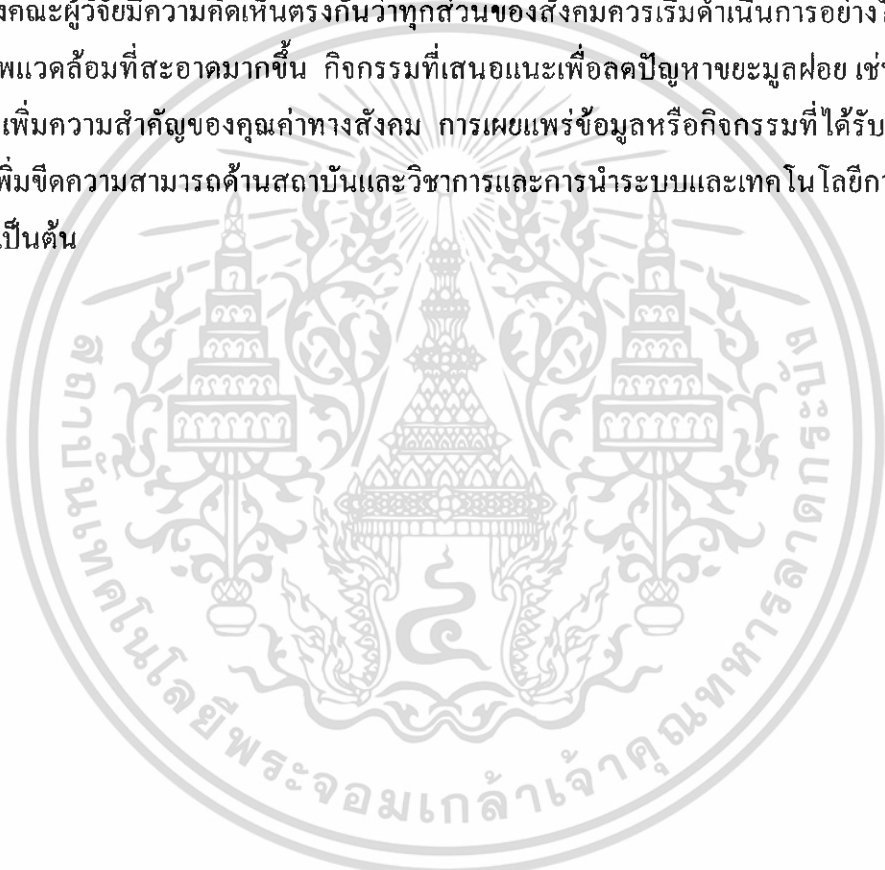 งคณะผู้วิจัยมีความคิดเห็นตรงกันว่าทุกส่วนของสังคมควรเริ่มดำเนินการอย่าง
พแวดล้อมที่สะอาดมากขึ้น กิจกรรมที่เสนอแนะเพื่อลดปัญหาขยะมูลฝอย เช่
เพิ่มความสำคัญของคุณค่าทางสังคม การเผยแพร่ข้อมูลหรือกิจกรรมที่ได้รับ
พิ่มขีดความสามารถด้านสถาบันและวิชาการและการนำระบบและเทคโนโลยีกา
เป็นต้น
สถาบันเทคโนโลยีพระจอมเกล้าเจ้าคุณทหารลาดกระบัง
๔